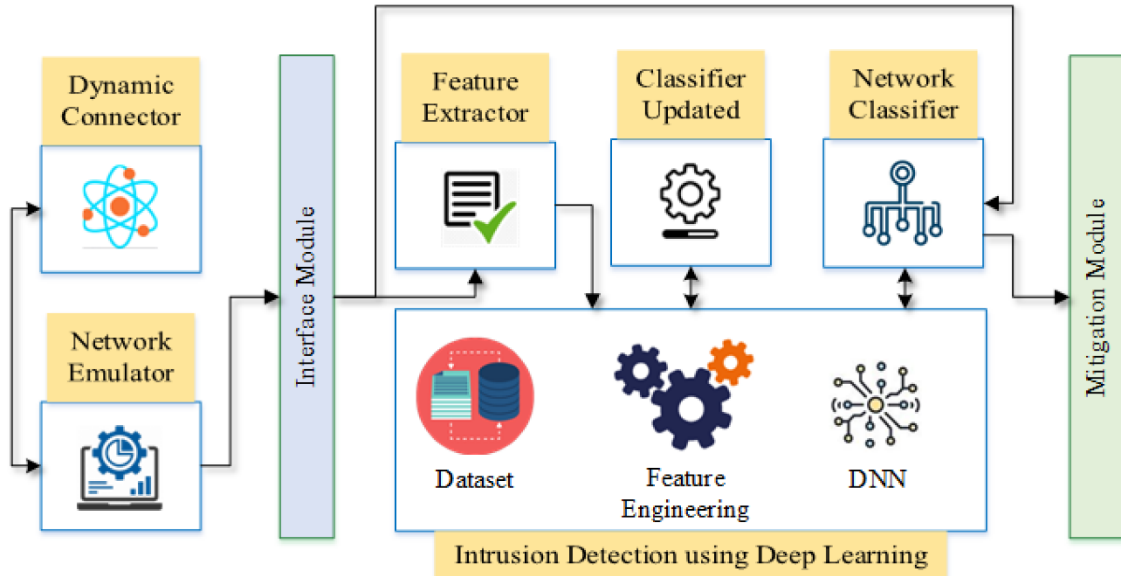 Dynamic
Connector
Network
Emulator
Interface Module
Feature
Extractor
Classifier
Updated
Network
Classifier
Dataset
Feature
Engineering
DNN
Intrusion Detection using Deep Learning
Mitigation Module